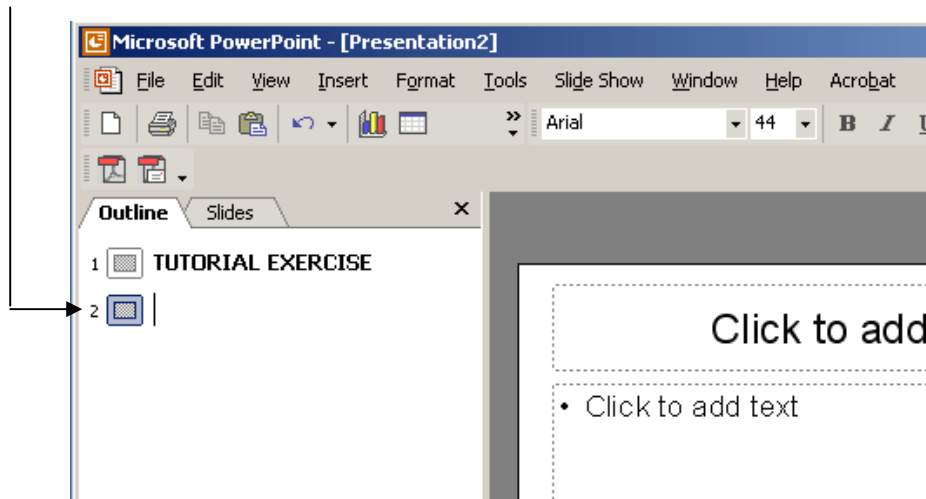 Microsoft PowerPoint - [Presentation2]
File Edit View Insert Format Tools Slide Show Window Help Acrobat
Arial 44 B I U
Outline Slides
1 TUTORIAL EXERCISE
2
Click to add
• Click to add text